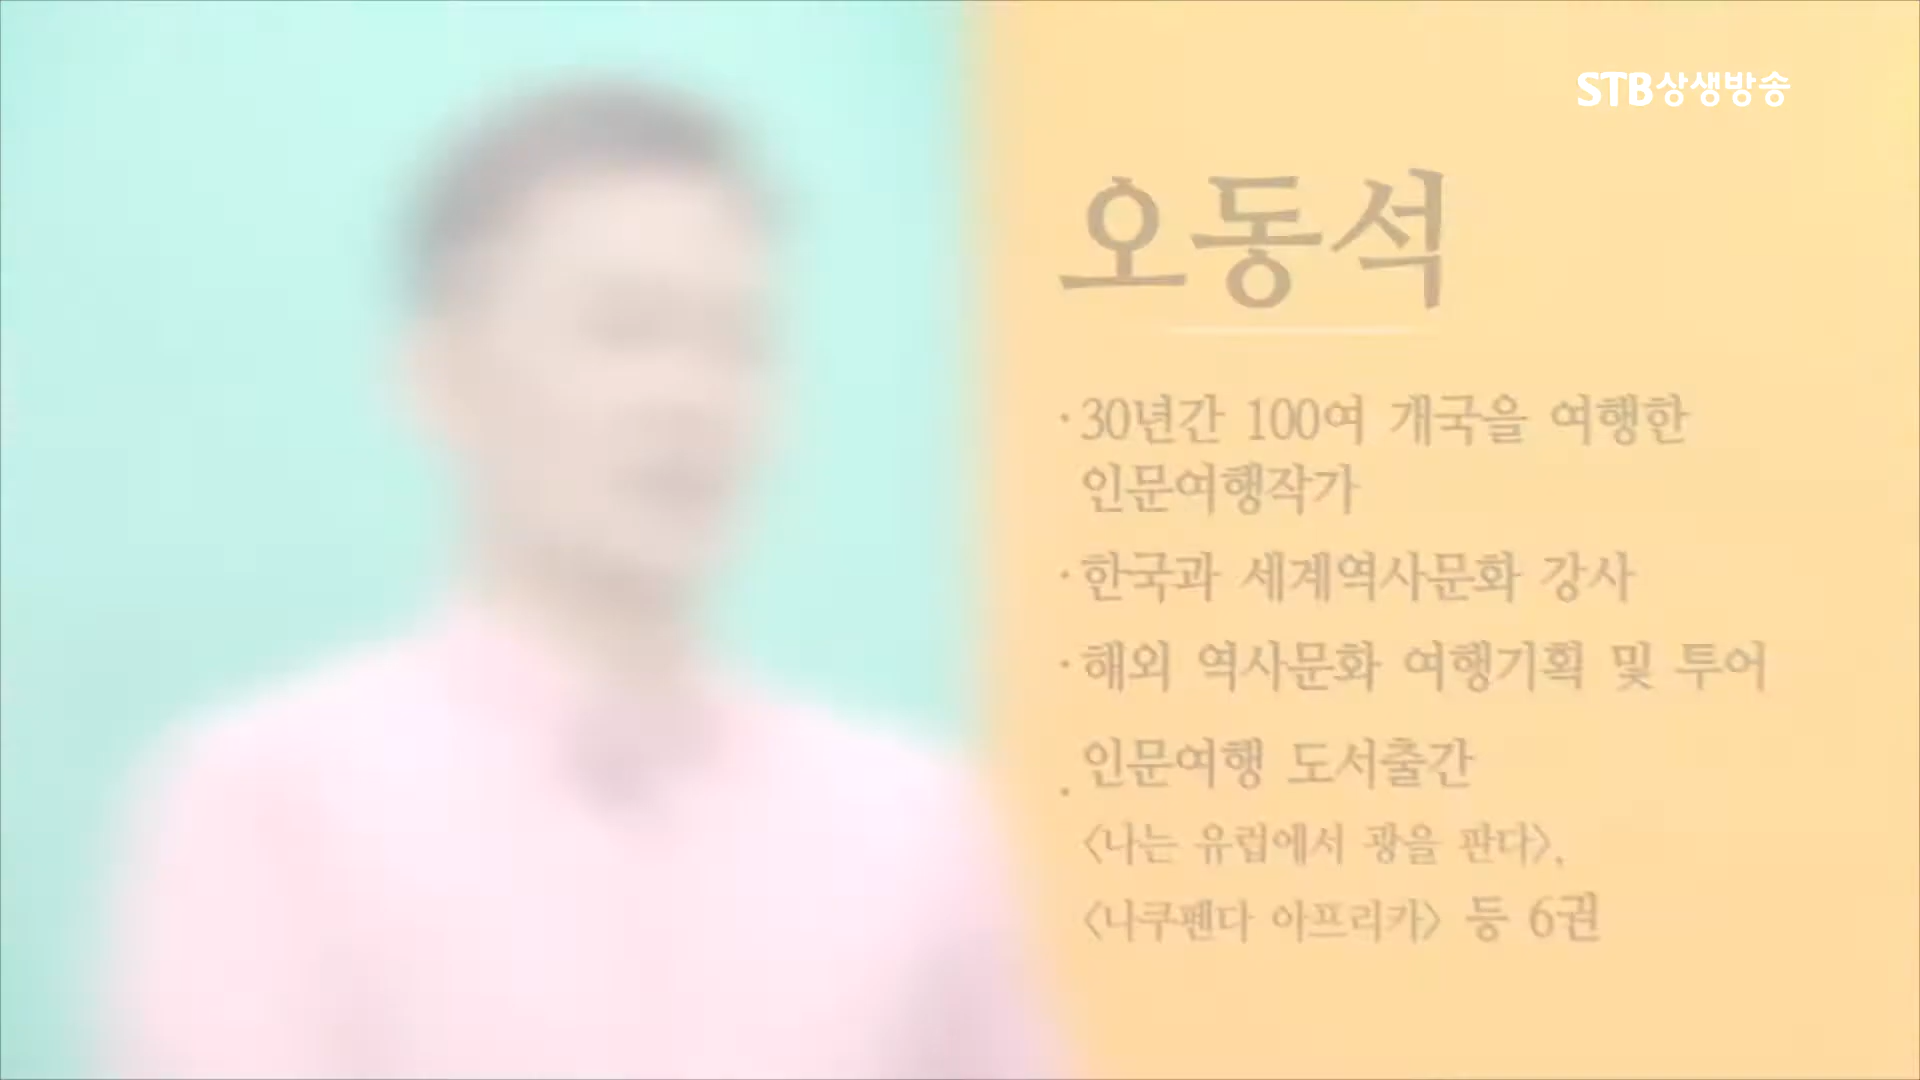 STB상생방송
오동석
·30년간 100여 개국을 여행한
인문여행작가
·한국과 세계역사문화 강사
·해외 역사문화 여행기획 및 투어
·인문여행 도서출간
〈나는 유럽에서 광을 판다〉,
〈나쿠펜다 아프리카〉 등 6권